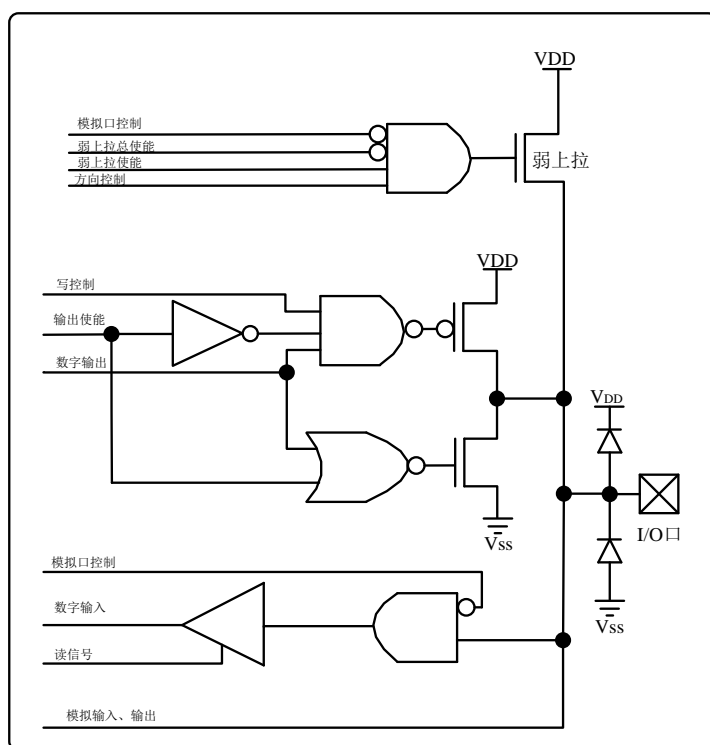 VDD
模拟口控制
弱上拉总使能
弱上拉使能
方向控制
弱上拉
VDD
写控制
输出使能
数字输出
VDD
I/O口
Vss
模拟口控制
数字输入
Vss
读信号
模拟输入、输出